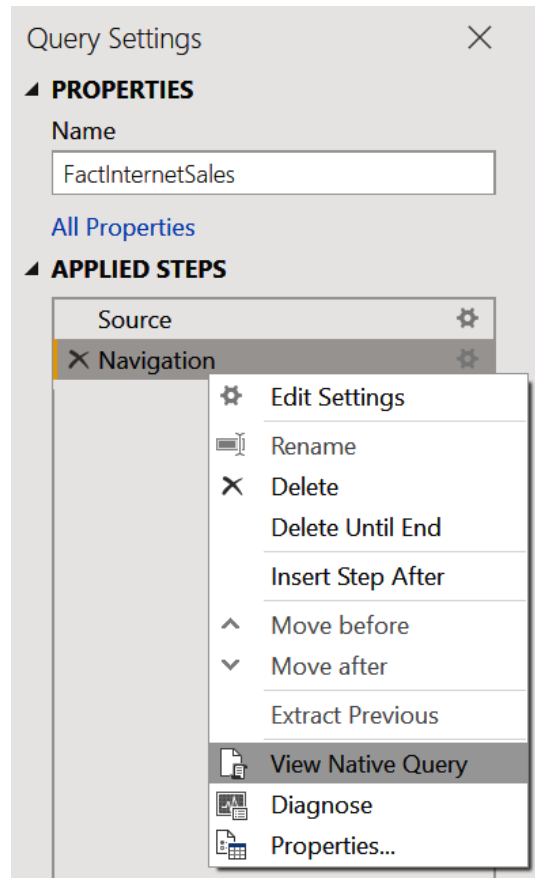 Query Settings
PROPERTIES
Name
FactInternetSales
All Properties
APPLIED STEPS
Source
Navigation
Edit Settings
Rename
Delete
Delete Until End
Insert Step After
Move before
Move after
Extract Previous
View Native Query
Diagnose
Properties...